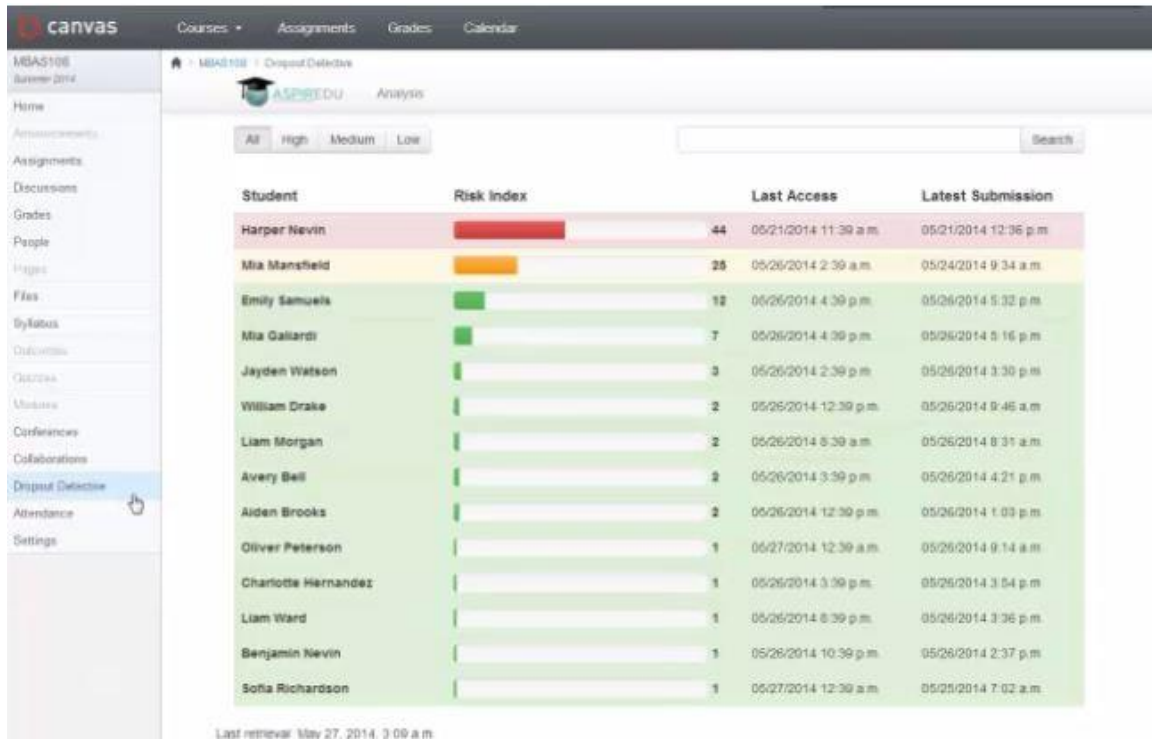 canvas
Courses Assignments Grades Calendar
MBAS108
Summer 2014
MBAS108 Dropout Detective
ASPIREDU Analysis
Home
Announcements
Assignments
Discussions
Grades
People
Pages
Files
Syllabus
Outcomes
Quizzes
Modules
Conferences
Collaborations
Dropout Detective
Attendance
Settings
All High Medium Low Search
Student Risk Index Last Access Latest Submission
Harper Nevin 44 05/21/2014 11:39 a.m. 05/21/2014 12:36 p.m.
Mia Mansfield 25 05/26/2014 2:39 a.m. 05/24/2014 9:34 a.m.
Emily Samuels 12 05/26/2014 4:39 p.m. 05/26/2014 5:32 p.m.
Mia Galiardi 7 05/26/2014 4:39 p.m. 05/26/2014 5:16 p.m.
Jayden Watson 3 05/26/2014 2:39 p.m. 05/26/2014 3:30 p.m.
William Drake 2 05/26/2014 12:39 p.m. 05/26/2014 9:46 a.m.
Liam Morgan 2 05/26/2014 8:39 a.m. 05/26/2014 8:31 a.m.
Avery Bell 2 05/26/2014 3:39 p.m. 05/26/2014 4:21 p.m.
Aiden Brooks 2 05/26/2014 12:39 p.m. 05/26/2014 1:03 p.m.
Oliver Peterson 1 05/27/2014 12:39 a.m. 05/26/2014 9:14 a.m.
Charlotte Hernandez 1 05/26/2014 3:39 p.m. 05/26/2014 3:54 p.m.
Liam Ward 1 05/26/2014 p.m. 05/26/2014 3:36 p.m.
Benjamin Nevin 1 05/26/2014 10:39 p.m. 05/26/2014 2:37 p.m.
Sofia Richardson 1 05/27/2014 12:39 a.m. 05/25/2014 7:02 a.m.
Last retrieval: May 27, 2014, 3:09 a.m.